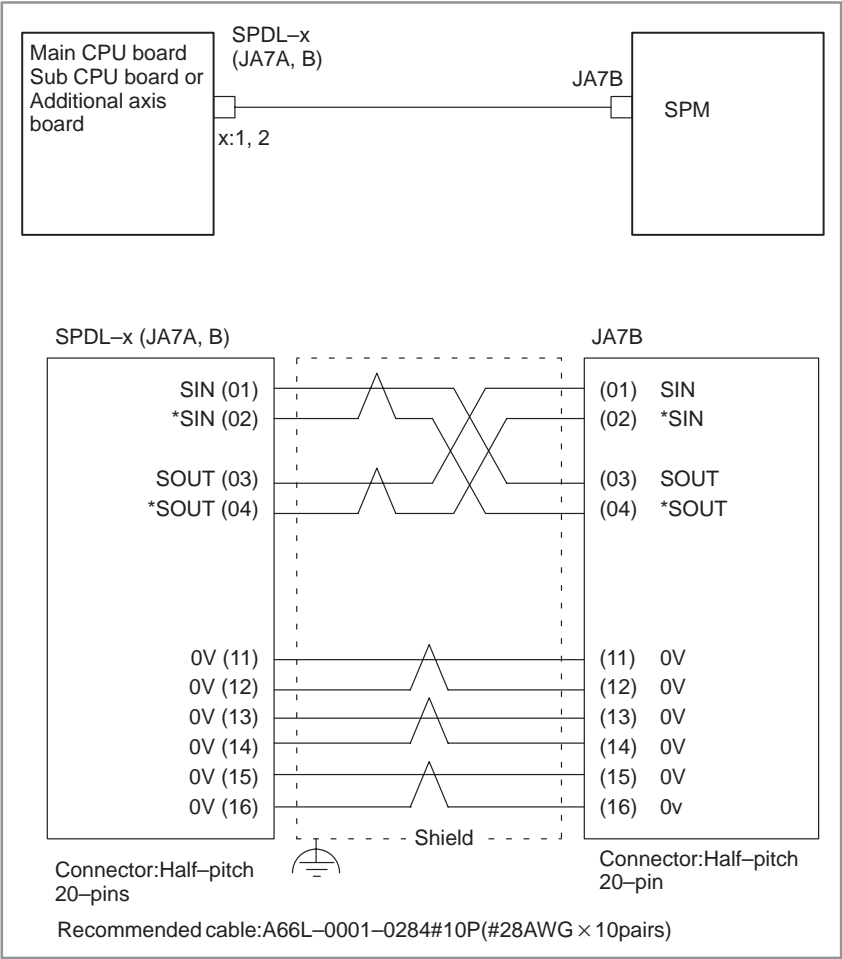 SPDL–x
(JA7A, B)
Main CPU board
Sub CPU board or
Additional axis
board
JA7B
SPM
x:1, 2
SPDL–x (JA7A, B)
JA7B
SIN (01)
(01) SIN
*SIN (02)
(02) *SIN
SOUT (03)
(03) SOUT
*SOUT (04)
(04) *SOUT
0V (11)
(11) 0V
0V (12)
(12) 0V
0V (13)
(13) 0V
0V (14)
(14) 0V
0V (15)
(15) 0V
0V (16)
(16) 0v
Shield
Connector:Half–pitch
20–pins
Connector:Half–pitch
20–pin
Recommended cable:A66L–0001–0284#10P(#28AWG × 10pairs)